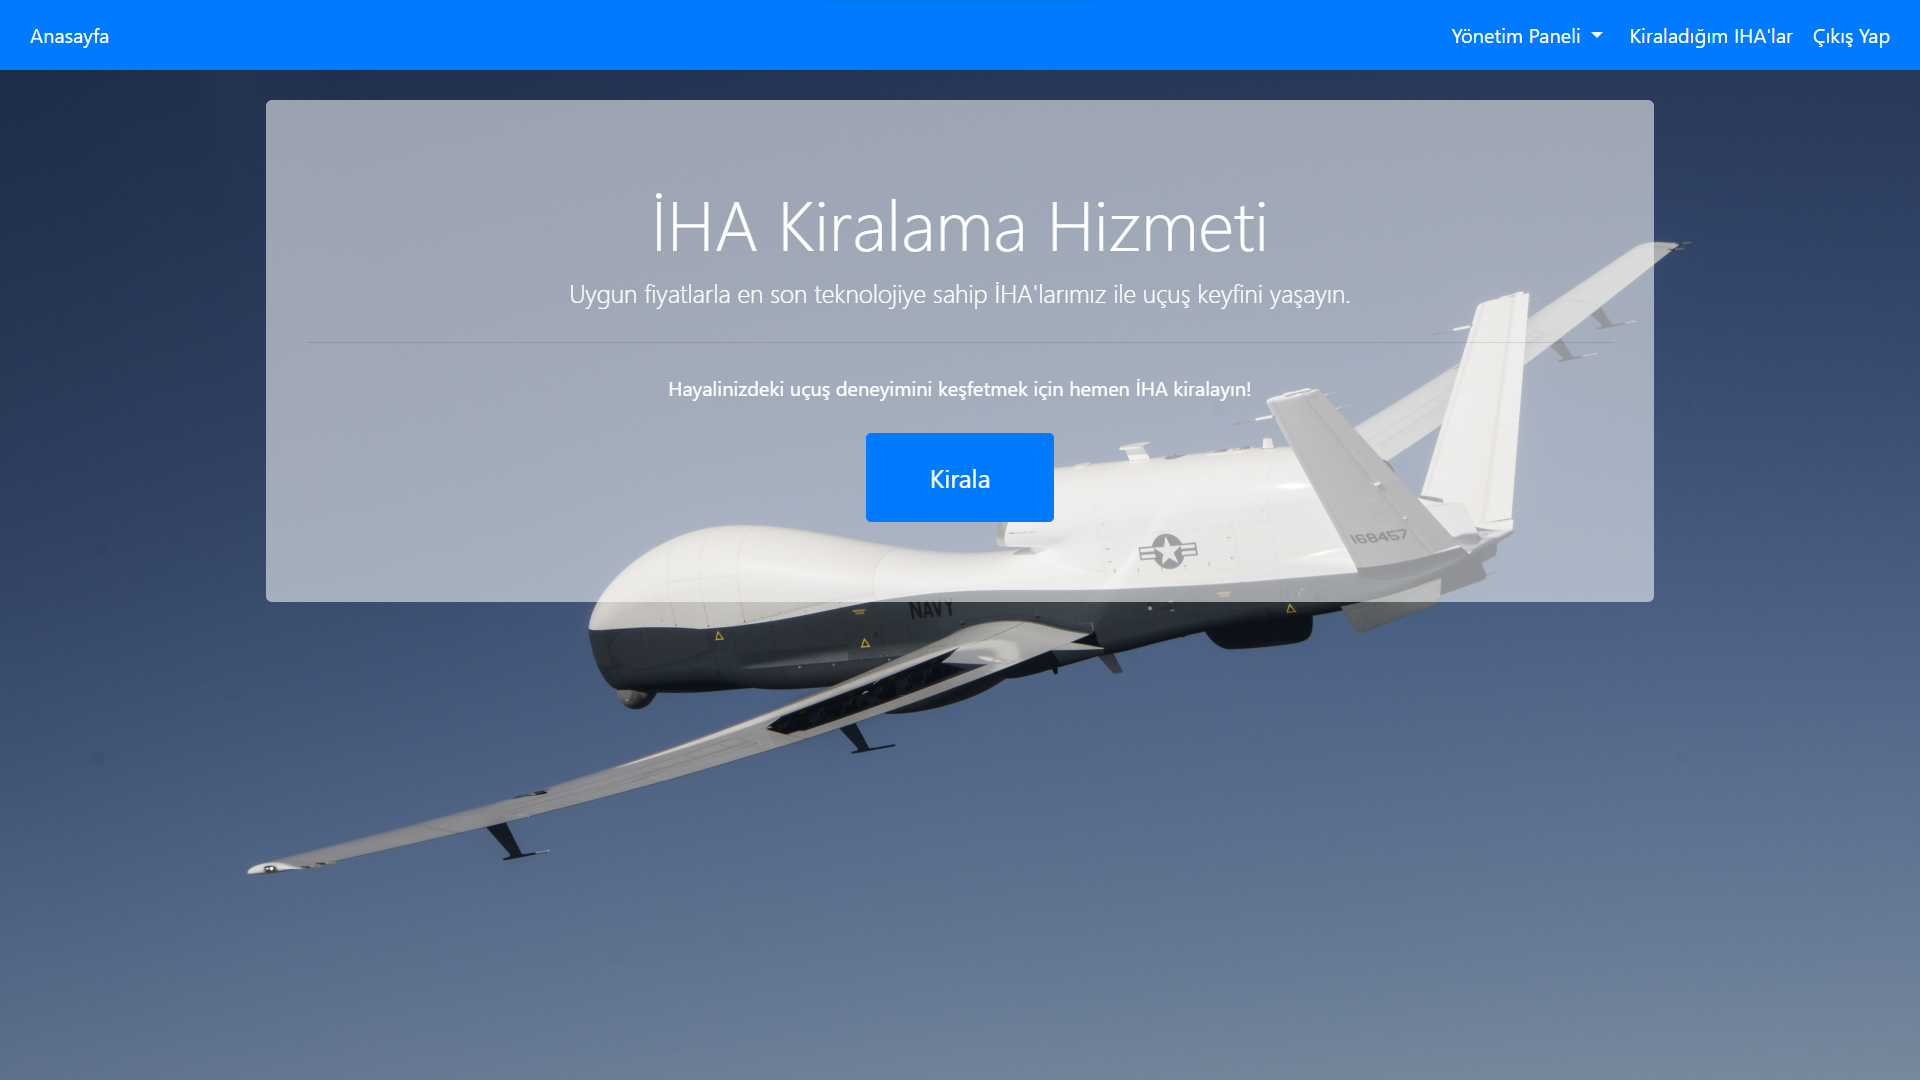 Anasayfa
Yönetim Paneli
Kiraladığım IHA'lar
Çıkış Yap
İHA Kiralama Hizmeti
Uygun fiyatlarla en son teknolojiye sahip İHA'larımız ile uçuş keyfini yaşayın.
Hayalinizdeki uçuş deneyimini keşfetmek için hemen İHA kiralayın!
Kirala
168457
NAVY